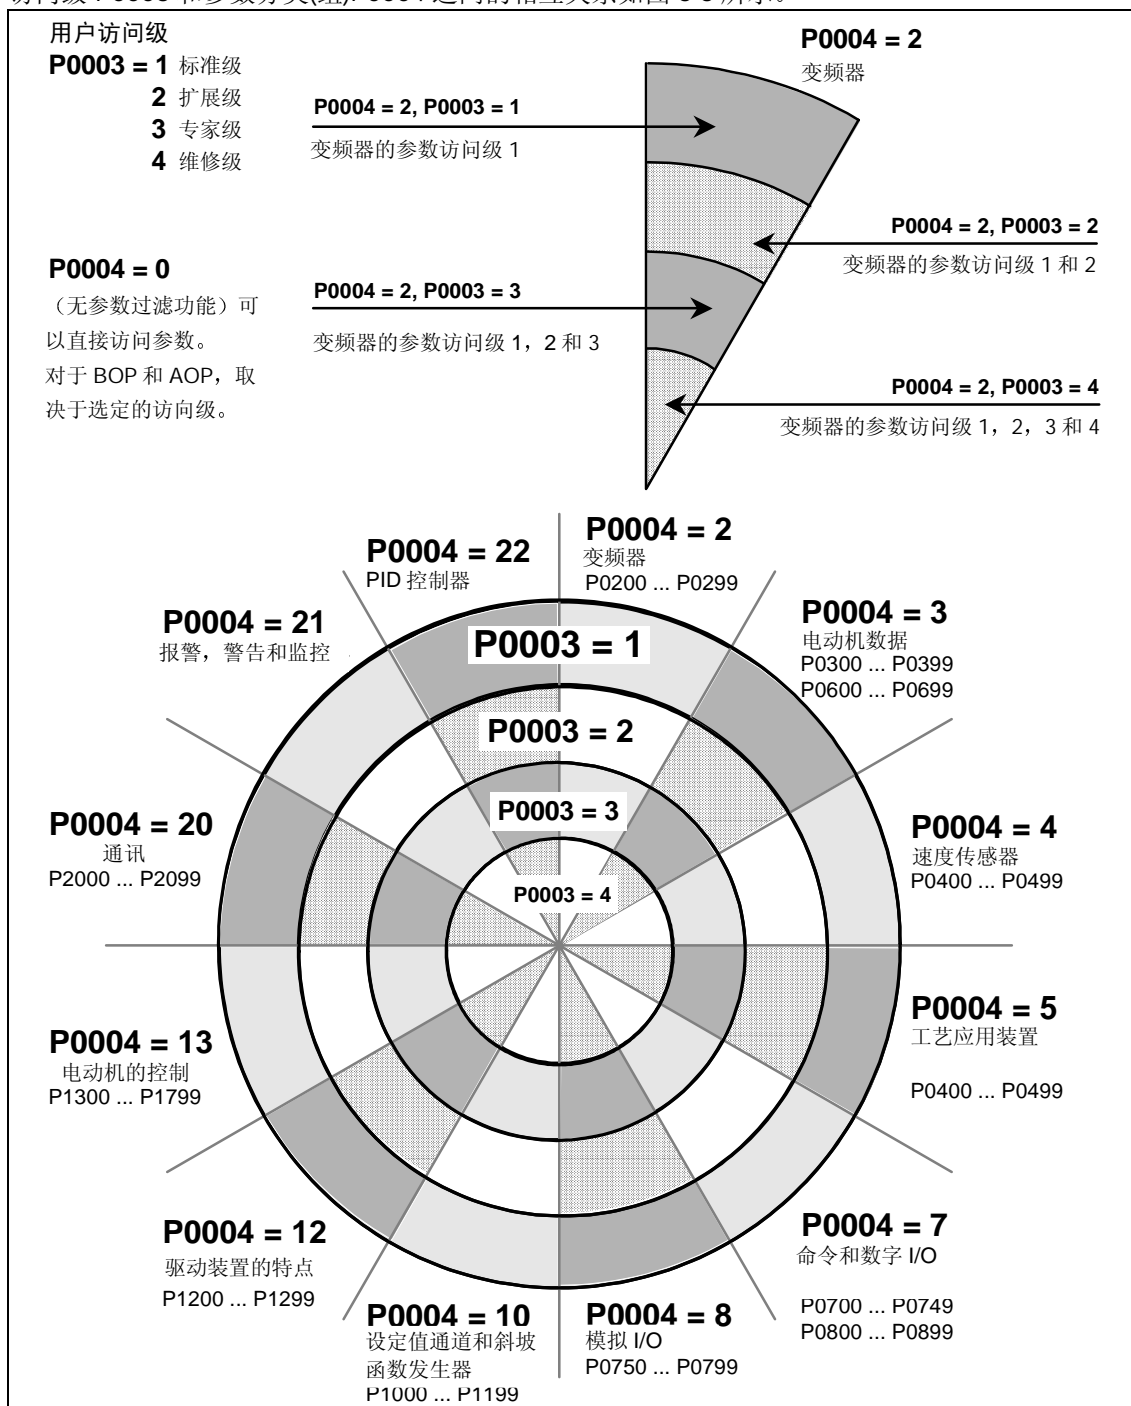 用户访问级
P0003 = 1 标准级
2 扩展级
3 专家级
4 维修级
P0004 = 0
（无参数过滤功能）可
以直接访问参数。
对于 BOP 和 AOP，取
决于选定的访向级。
P0004 = 2
变频器
P0004 = 2, P0003 = 1
变频器的参数访问级 1
P0004 = 2, P0003 = 2
变频器的参数访问级 1 和 2
P0004 = 2, P0003 = 3
变频器的参数访问级 1，2 和 3
P0004 = 2, P0003 = 4
变频器的参数访问级 1，2，3 和 4
P0004 = 22
PID 控制器
P0004 = 2
变频器
P0200 ... P0299
P0004 = 21
报警，警告和监控
P0004 = 3
电动机数据
P0300 ... P0399
P0600 ... P0699
P0003 = 1
P0003 = 2
P0003 = 3
P0003 = 4
P0004 = 20
通讯
P2000 ... P2099
P0004 = 4
速度传感器
P0400 ... P0499
P0004 = 13
电动机的控制
P1300 ... P1799
P0004 = 5
工艺应用装置
P0400 ... P0499
P0004 = 12
驱动装置的特点
P1200 ... P1299
P0004 = 7
命令和数字 I/O
P0700 ... P0749
P0800 ... P0899
P0004 = 10
设定值通道和斜坡
函数发生器
P1000 ... P1199
P0004 = 8
模拟 I/O
P0750 ... P0799